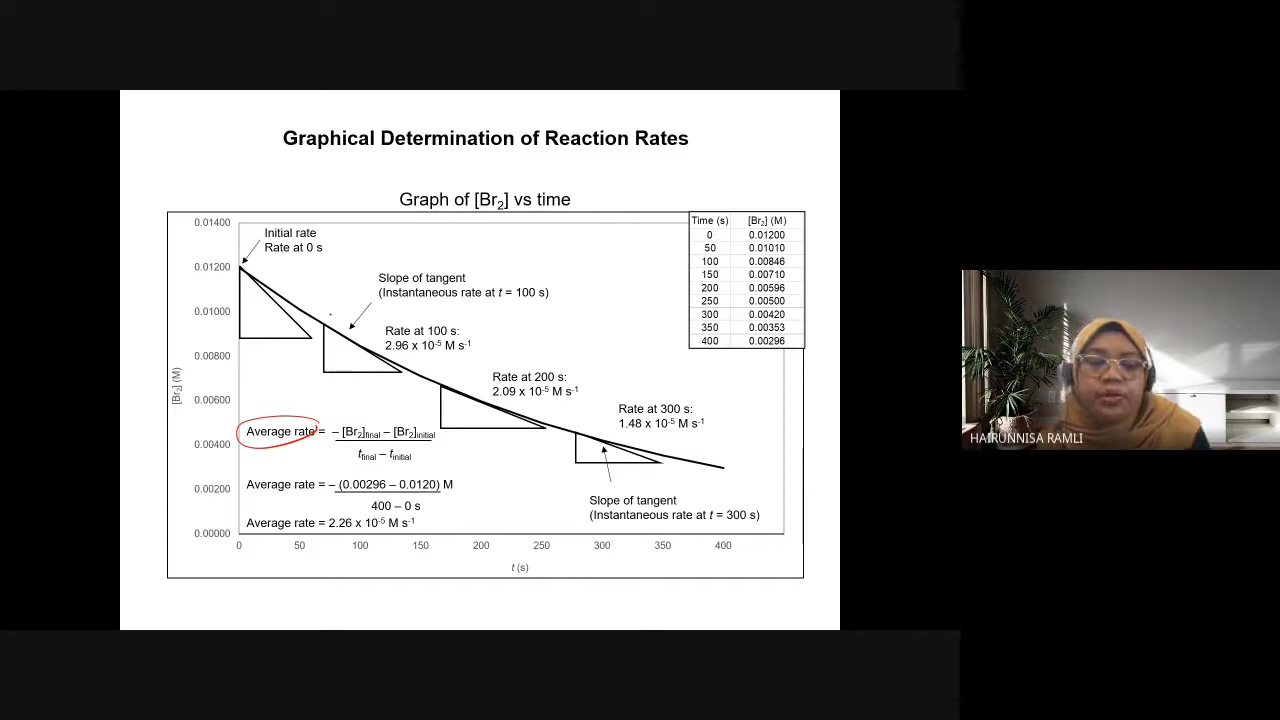 Graphical Determination of Reaction Rates
Graph of [Br2] vs time
Time (s) [Br2] (M)
0 0.01200
50 0.01010
100 0.00846
150 0.00710
200 0.00596
250 0.00500
300 0.00420
350 0.00353
400 0.00296
0.01400
0.01200
0.01000
0.00800
0.00600
0.00400
0.00200
0.00000
[Br2] (M)
Initial rate
Rate at 0 s
Slope of tangent
(Instantaneous rate at t = 100 s)
Rate at 100 s:
2.96 x 10-5 M s-1
Rate at 200 s:
2.09 x 10-5 M s-1
Rate at 300 s:
1.48 x 10-5 M s-1
Average rate = – [Br2]final – [Br2]initial
tfinal – tinitial
Average rate = – (0.00296 – 0.0120) M
400 – 0 s
Average rate = 2.26 x 10-5 M s-1
Slope of tangent
(Instantaneous rate at t = 300 s)
0 50 100 150 200 250 300 350 400
t (s)
HAIRUNNISA RAMLI